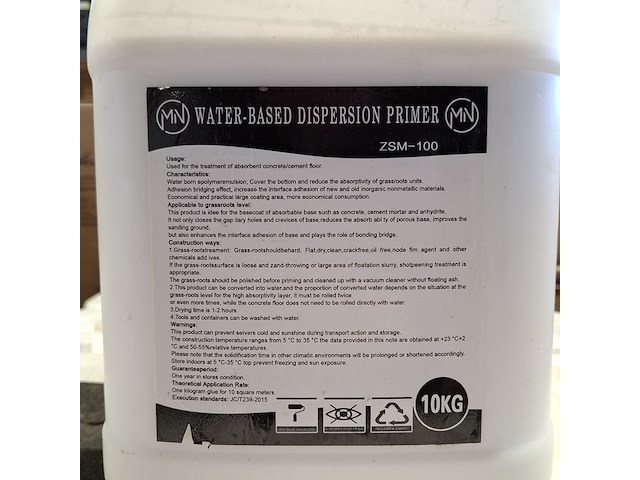 MN WATER-BASED DISPERSION PRIMER MN
ZSM-100
Usage:
Used for the treatment of absorbent concrete/cement floor.
Characteristics:
Water born epolymeremulsion; Cover the bottom and reduce the absorptivity of grassroots units.
Adhesion bridging effect, increase the interface adhesion of new and old inorganic nonmetallic materials.
Economical and practical large coating area, more economical consumption.
Applicable to grassroots level:
This product is idee for the basecoat of absorbable base such as concrete, cement mortar and anhydrite.
It not only closes the gap ilary holes and crevices of base, but also reduces the absorb abili ty of porous base, improves the
sanding ground,
but also enhances the interface adhesion of base and plays the role of bonding bridge.
Construction ways:
1.Grass-rootstreament: Grass-rootshouldbehard, Flat,dry,clean,crackfree,oil free,node fim agent and other
chemicals add ives.
If the grass-rootssurface is loose and zand-throwing or large area of floatation slurry, shotpeening treatment is
appropriate.
The grass-roots should be polished before priming and cleaned up with a vacuum cleaner without floating ash.
2.This product can be converted into water,and the proportion of converted water depends on the situation at the
grass-roots level for the high absorptivity layer, it must be rolled twice
or even more times, while the concrete floor does not need to be rolled directly with water.
3.Drying time is 1-2 hours.
4.Tools and containers can be washed with water.
Warnings:
This product can prevent servers cold and sunshine during transport action and storage.
The construction temperature ranges from 5 °C to 35 °C the data provided in this note are obtained at +23 °C+2
°C and 50-55%relative temperatures.
Please note that the solidification time in other climatic environments will be prolonged or shortened accordingly.
Store indoors at 5 °C-35 °C top prevent freezing and sun exposure.
Guaranteeperiod:
One year in stores condition.
Theoretical Application Rate:
One kilogram glue for 10 square meters.
Execution standards: JC/T239-2015
10KG